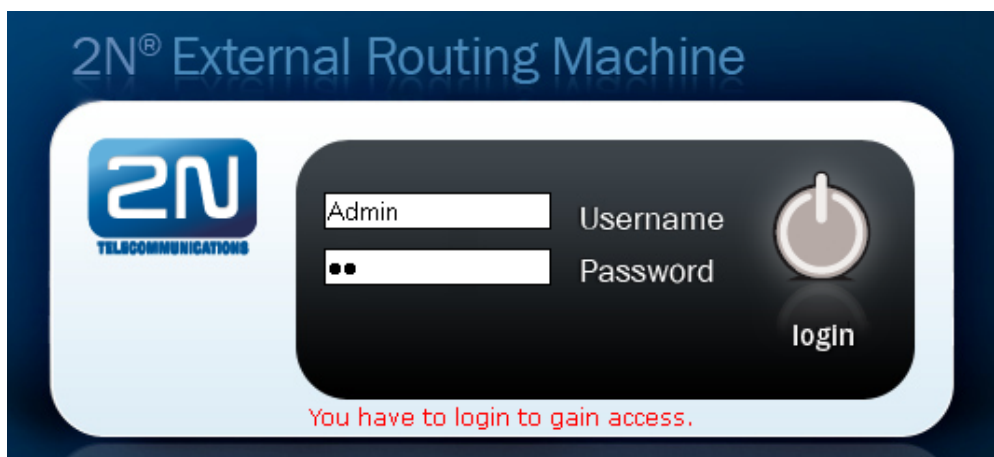 2N® External Routing Machine
2N
TELECOMMUNICATIONS
Admin
Username
●●
Password
login
You have to login to gain access.